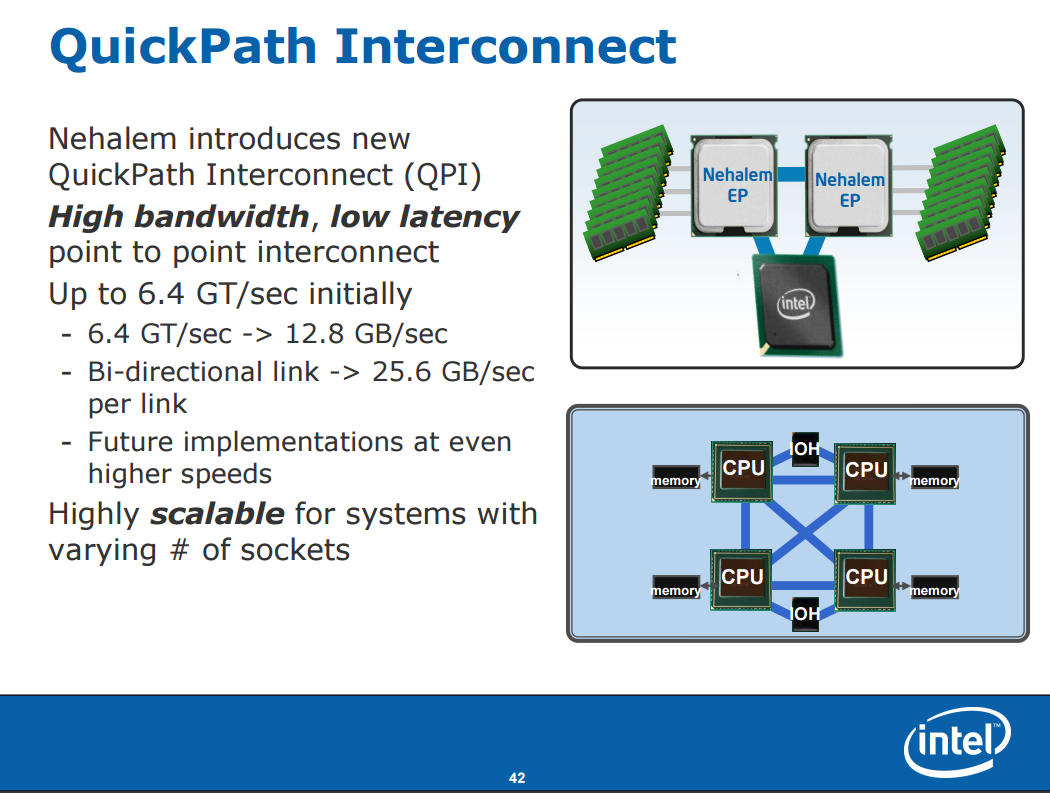 QuickPath Interconnect
Nehalem introduces new
QuickPath Interconnect (QPI)
High bandwidth, low latency
point to point interconnect
Up to 6.4 GT/sec initially
- 6.4 GT/sec -> 12.8 GB/sec
- Bi-directional link -> 25.6 GB/sec
per link
- Future implementations at even
higher speeds
Highly scalable for systems with
varying # of sockets
Nehalem
EP
Nehalem
EP
intel
IOH
CPU
CPU
memory
memory
CPU
CPU
memory
memory
IOH
intel™
42